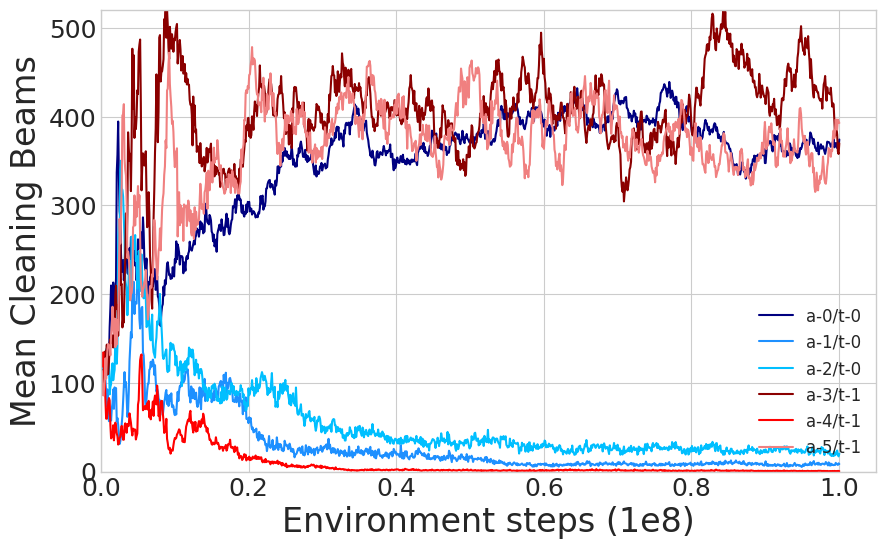 Mean Cleaning Beams
500
400
300
200
100
0
0.0 0.2 0.4 0.6 0.8 1.0
Environment steps (1e8)
a-0/t-0
a-1/t-0
a-2/t-0
a-3/t-1
a-4/t-1
a-5/t-1